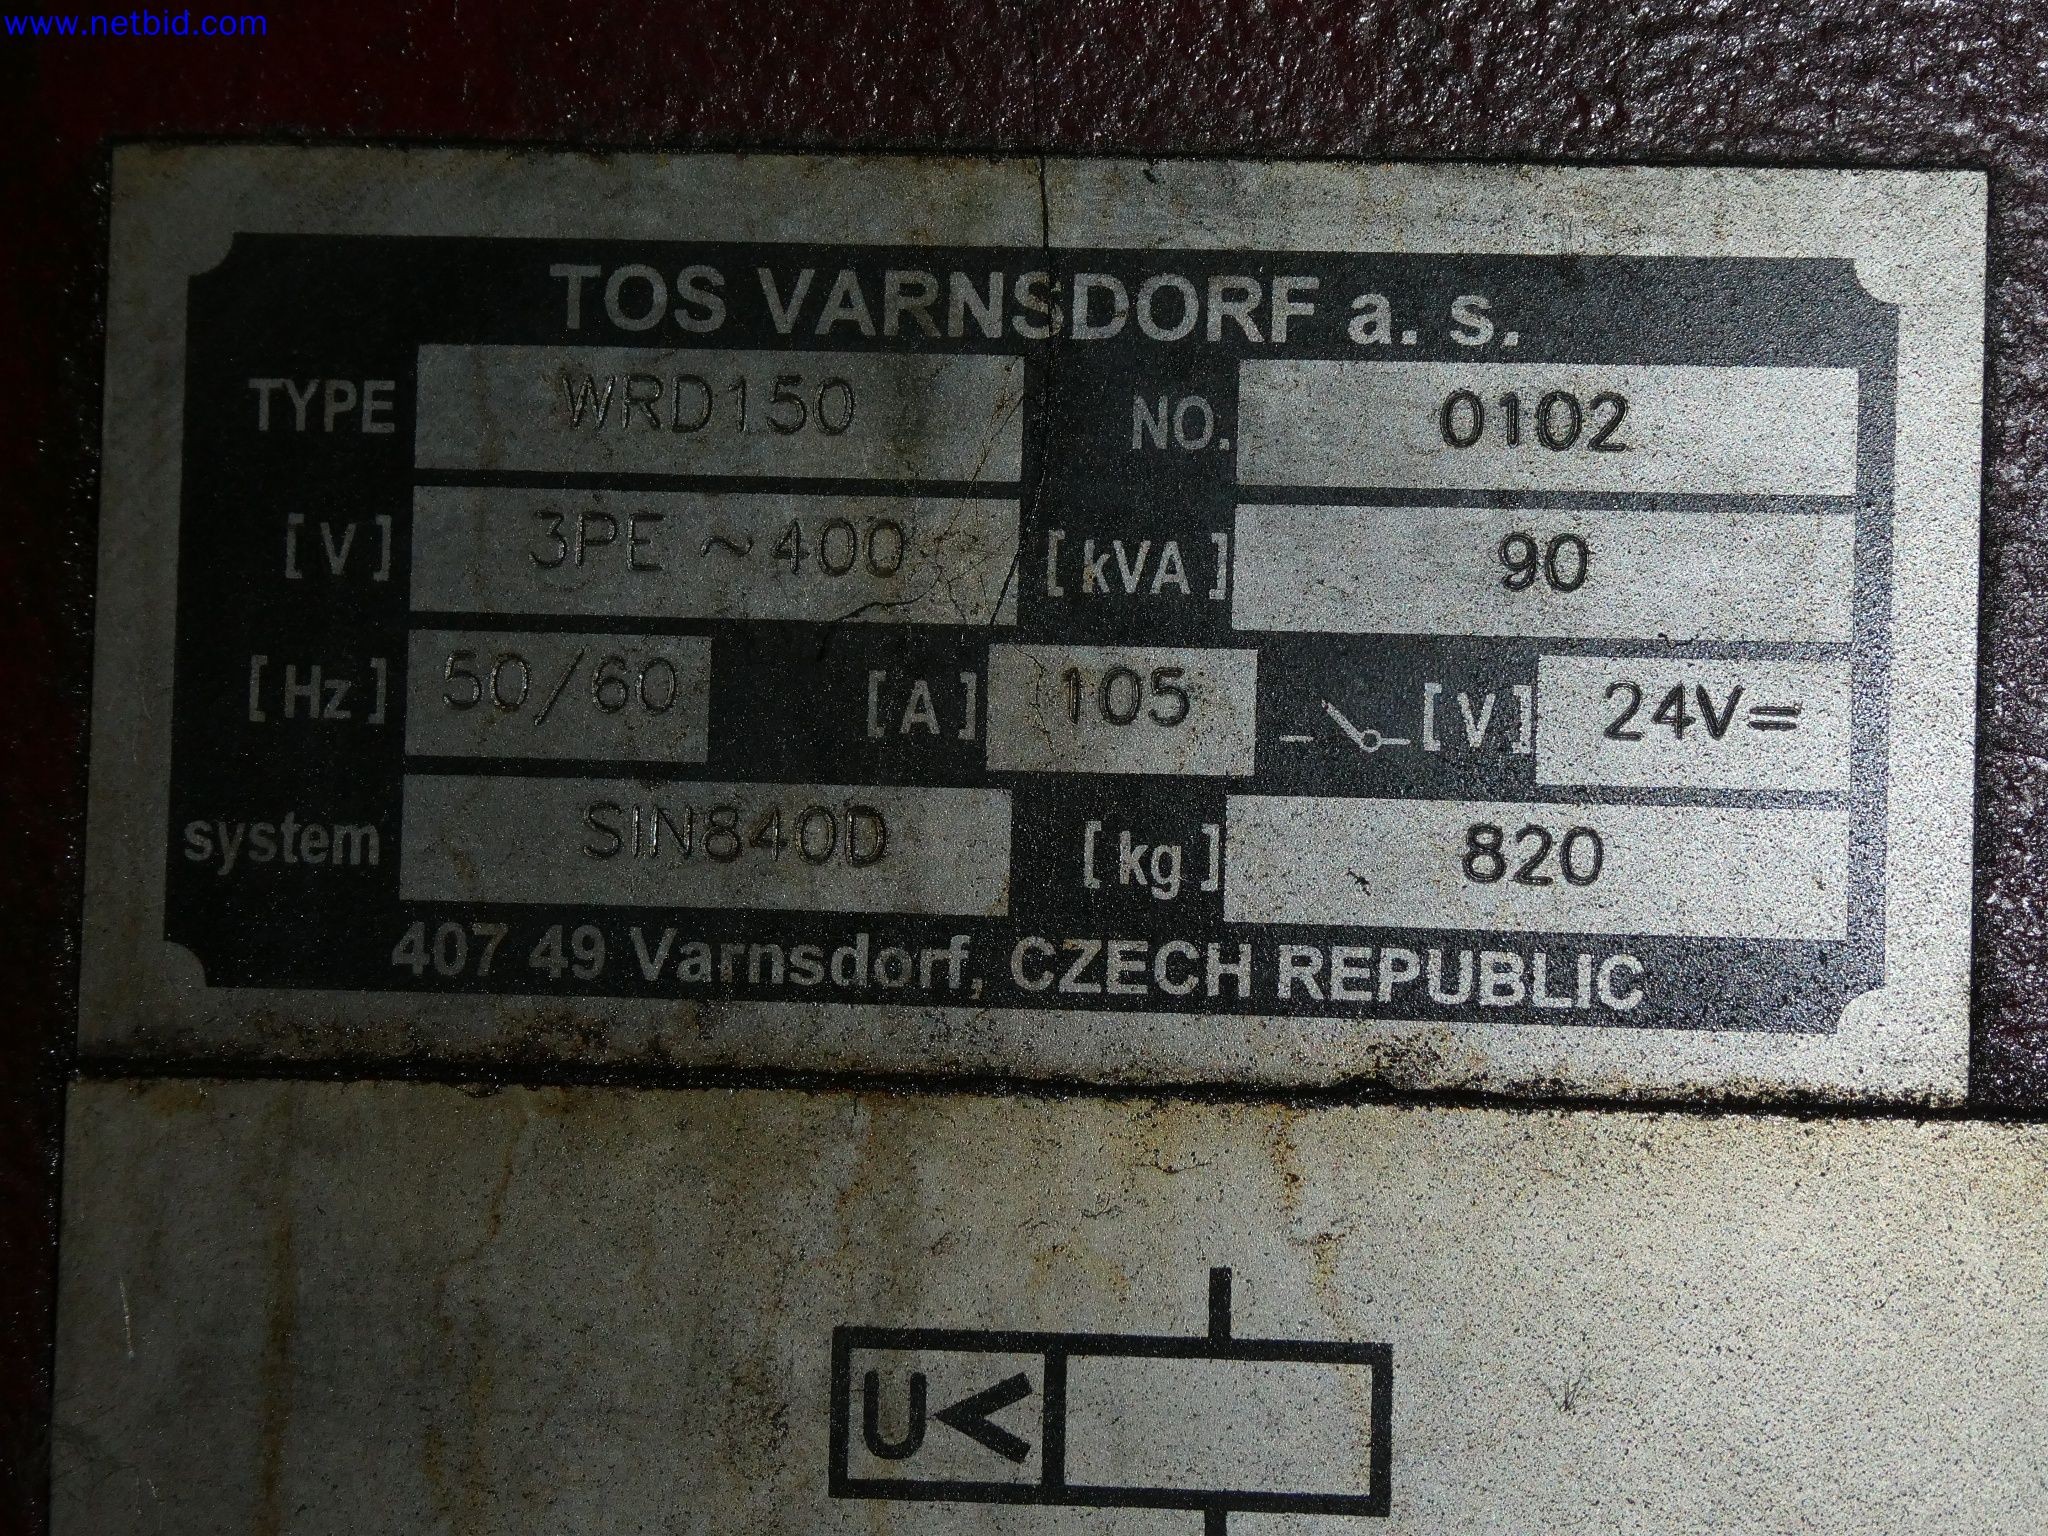 www.netbid.com
TOS VARNSDORF a. s.
TYPE WRD150 NO. 0102
[V] 3PE ~400 [kVA] 90
[Hz] 50/60 [A] 105 [V] 24V=
system SIN840D [kg] 820
407 49 Varnsdorf, CZECH REPUBLIC
U<